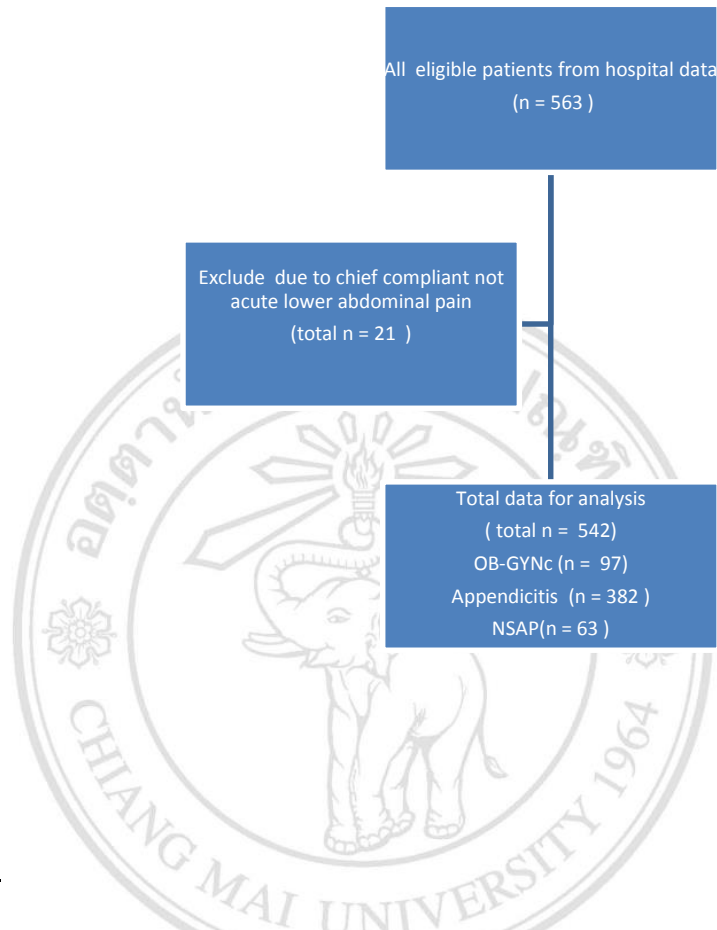 All eligible patients from hospital data
(n = 563 )
Exclude due to chief compliant not
acute lower abdominal pain
(total n = 21 )
Total data for analysis
( total n = 542)
OB-GYNc (n = 97)
Appendicitis (n = 382 )
NSAP(n = 63 )
CHIANG MAI UNIVERSITY 1964